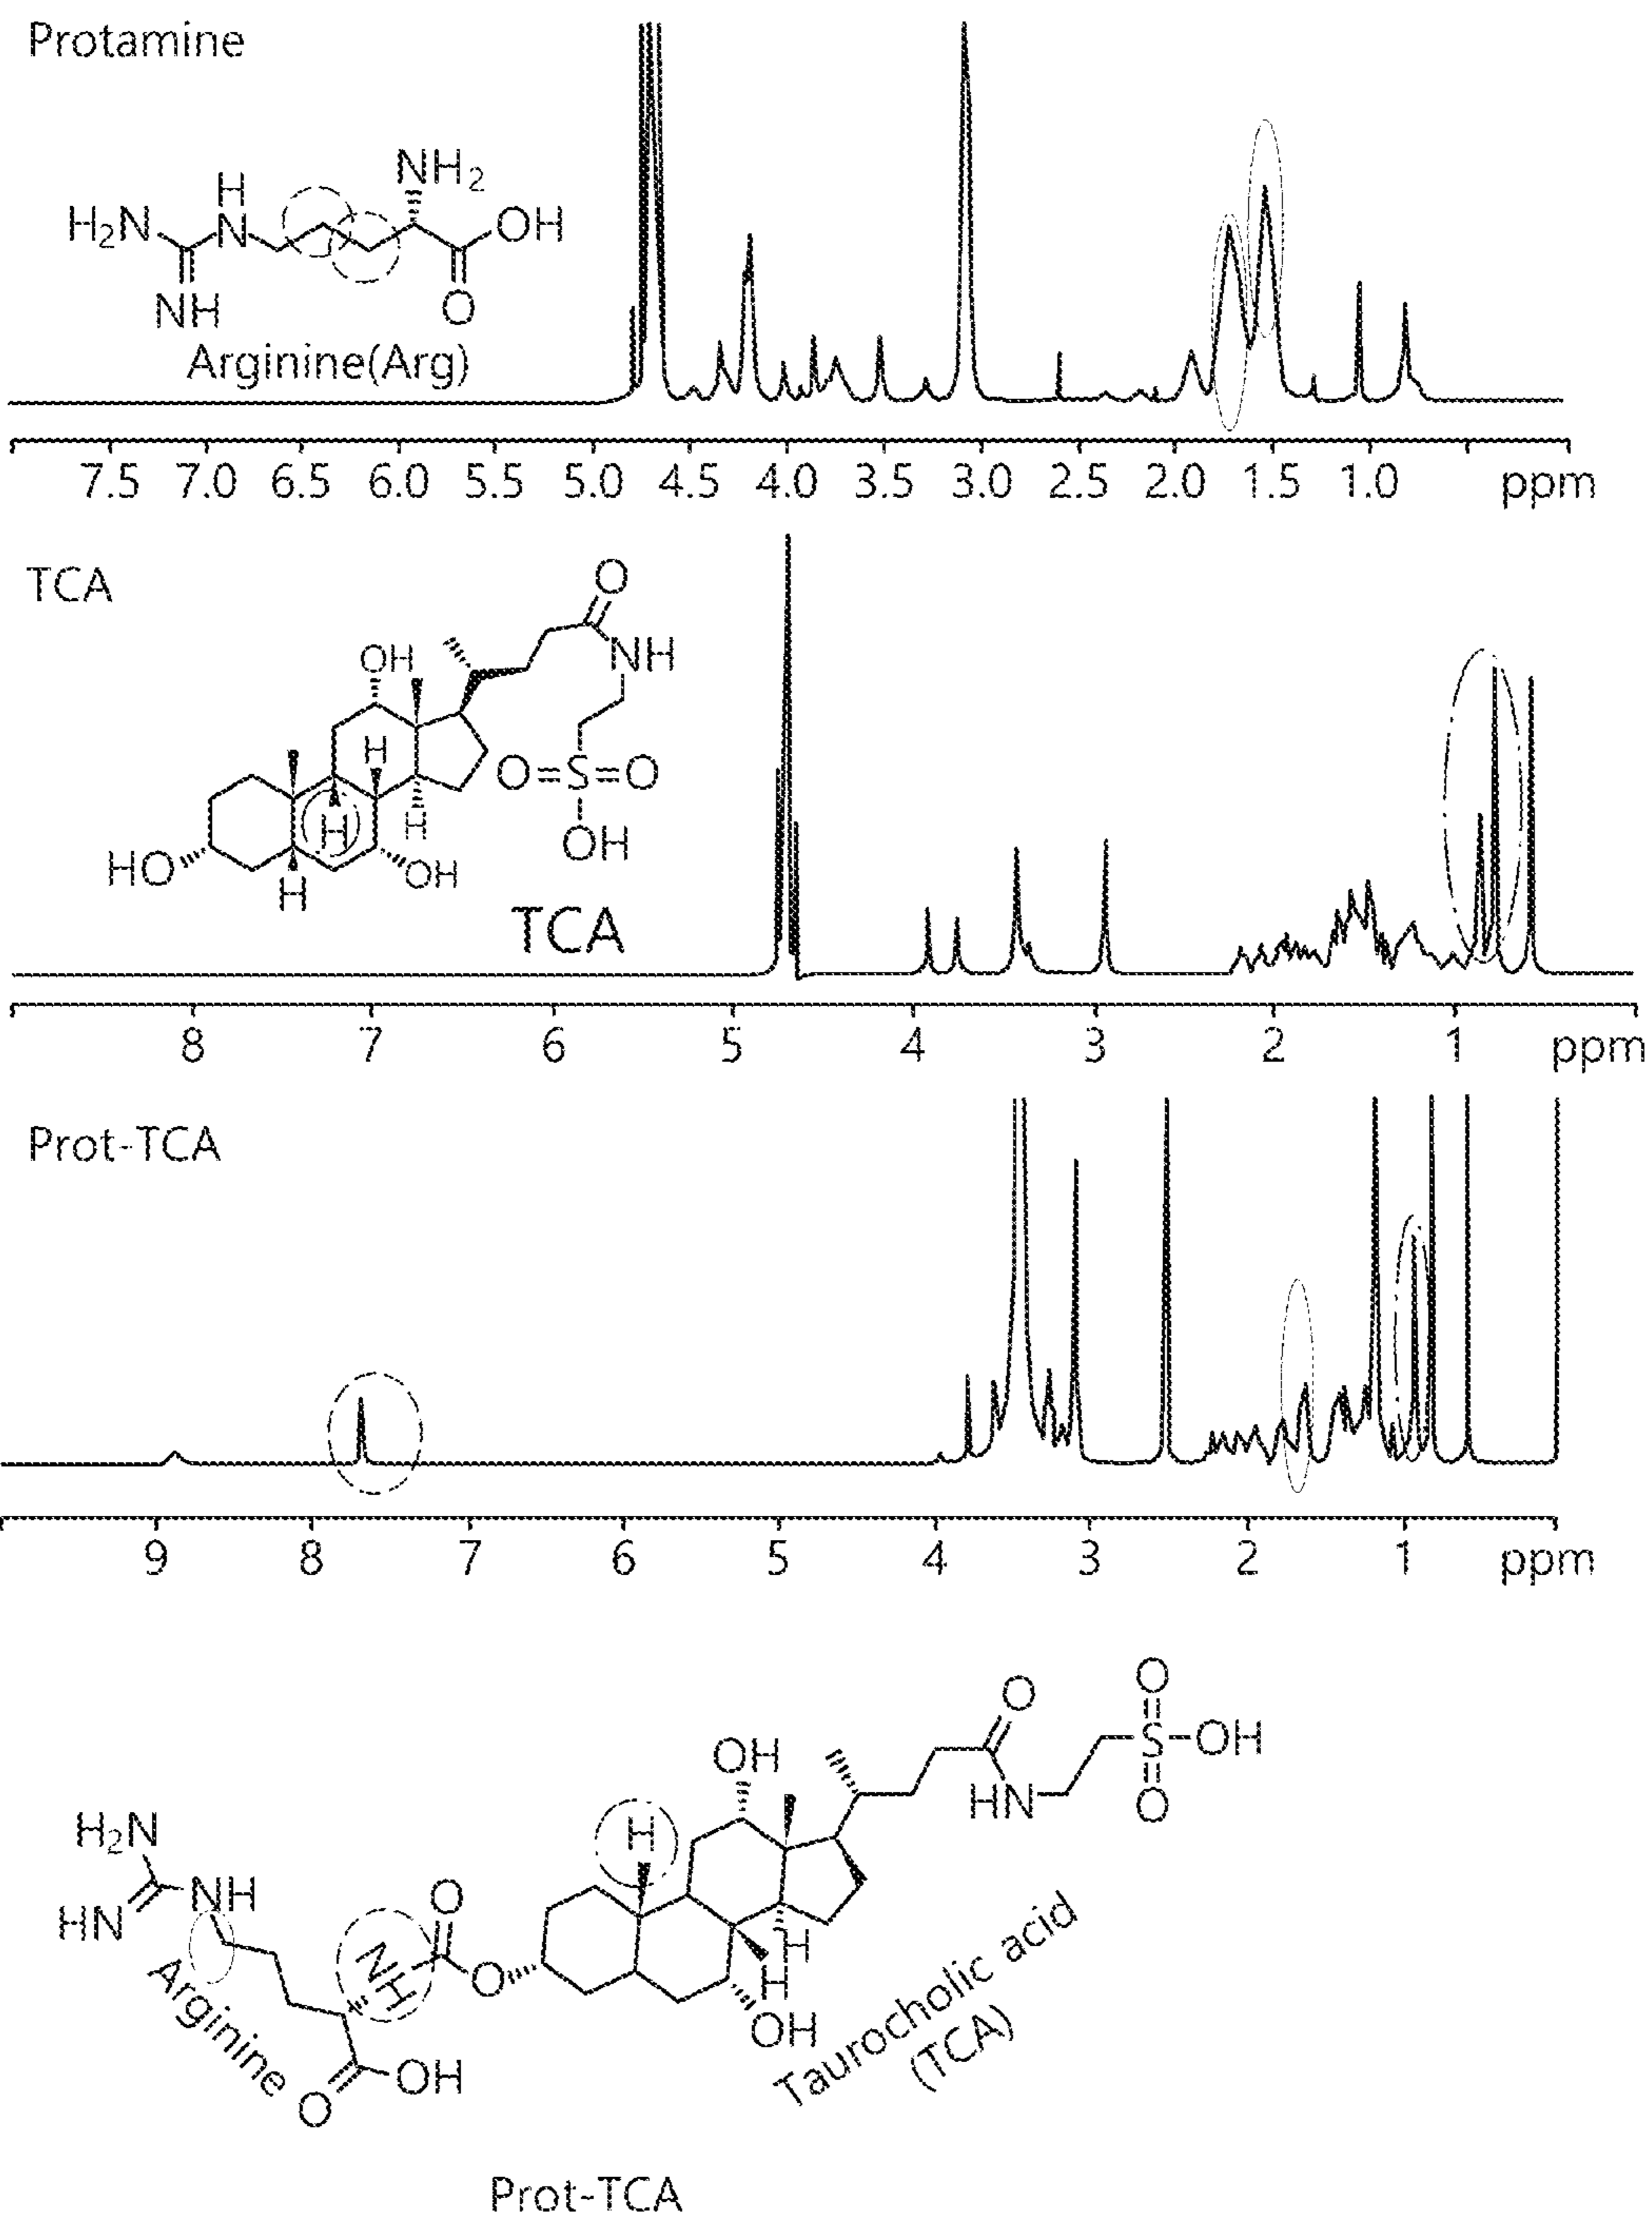 Protamine
NH2
H
H2N
N
OH
NH
O
Arginine(Arg)
7.5 7.0 6.5 6.0 5.5 5.0 4.5 4.0 3.5 3.0 2.5 2.0 1.5 1.0 ppm
TCA
O
OH
NH
H
O=S=O
H
H
OH
HO
OH
H
TCA
8 7 6 5 4 3 2 1 ppm
Prot-TCA
9 8 7 6 5 4 3 2 1 ppm
O
O
S-OH
OH
HN
O
H2N
H
NH
O
HN
NH
O
H
H
OH
Arginine
Taurocholic acid
(TCA)
OH
O
Prot-TCA